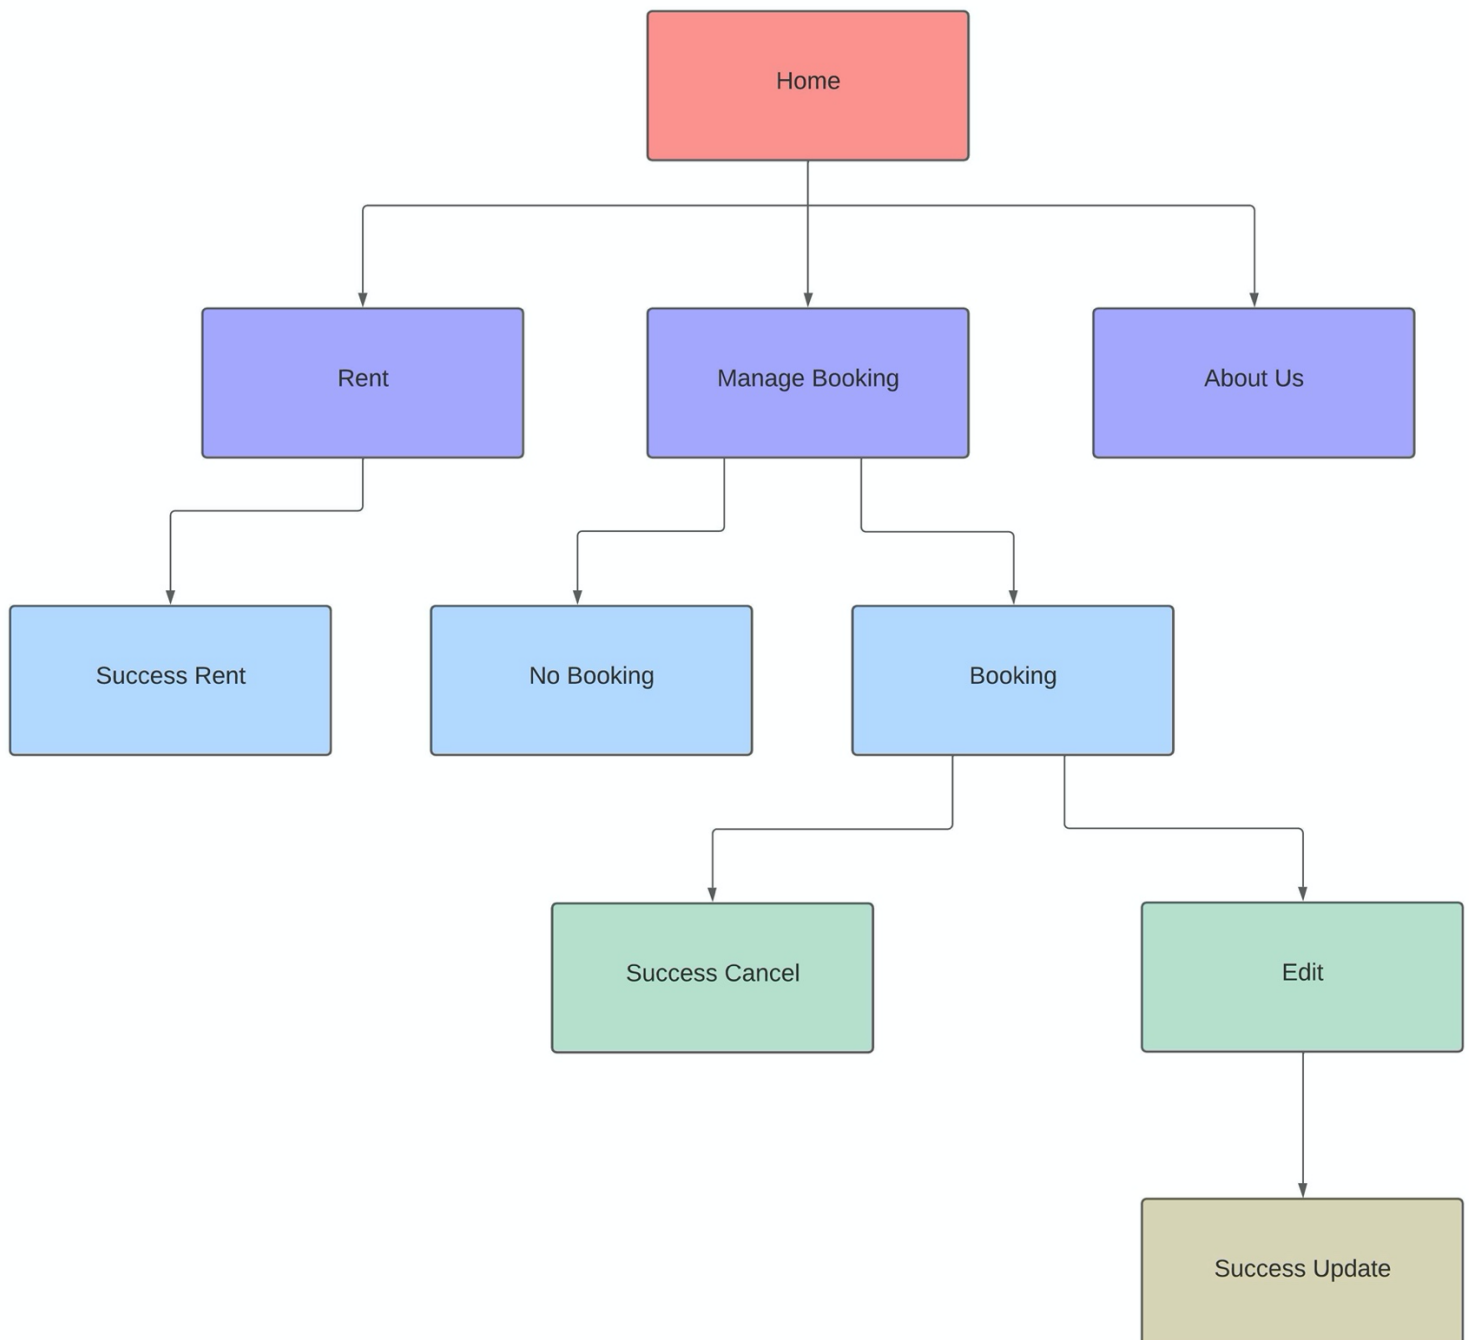 Home
Rent
Manage Booking
About Us
Success Rent
No Booking
Booking
Success Cancel
Edit
Success Update